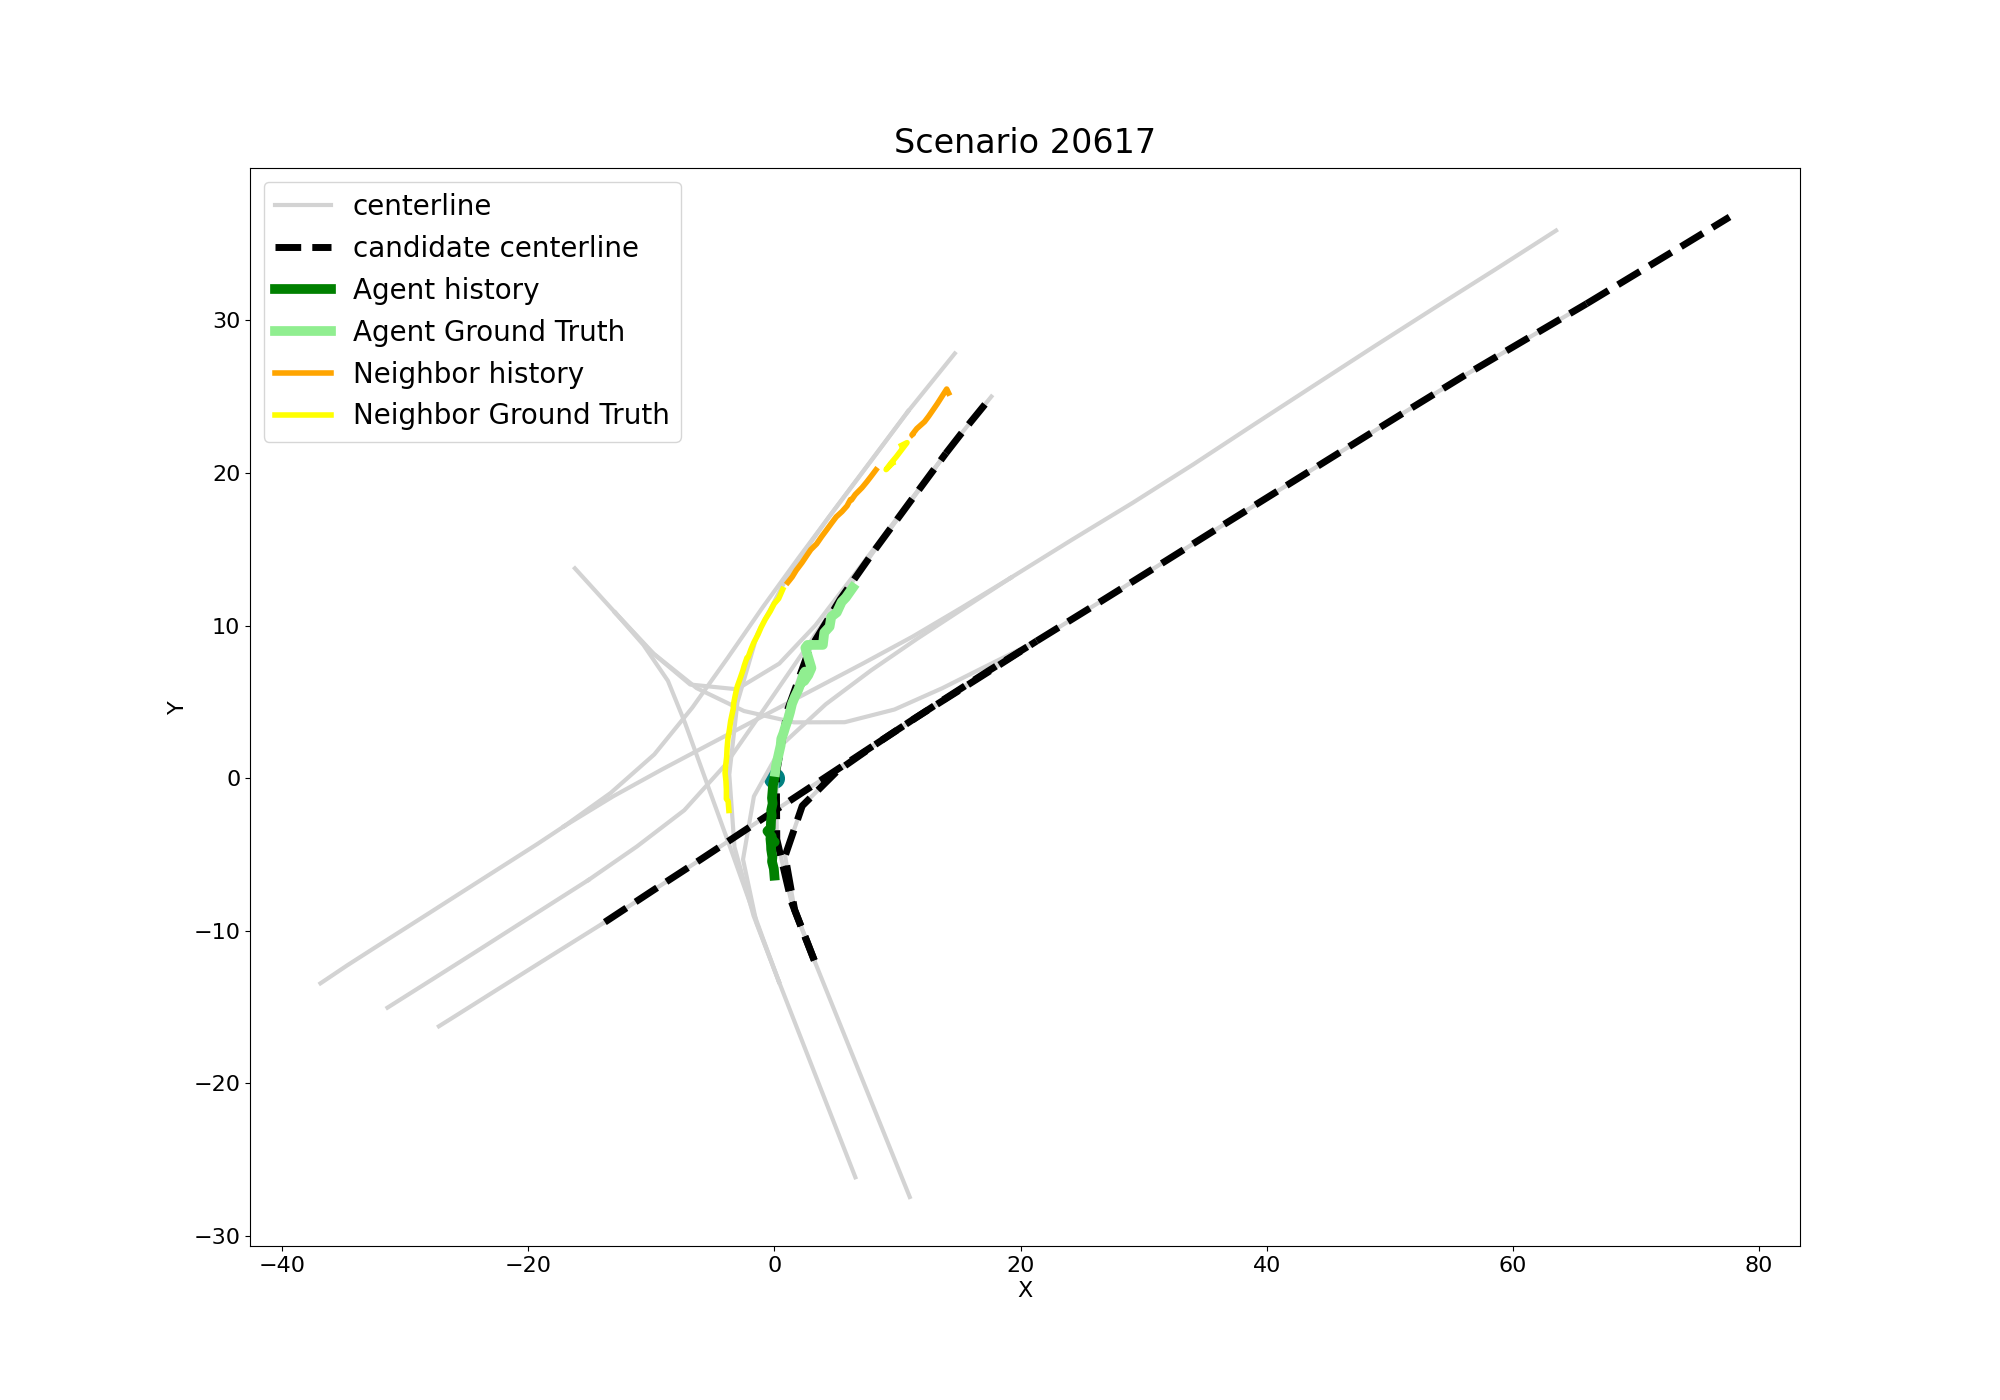 Scenario 20617
centerline
candidate centerline
Agent history
Agent Ground Truth
Neighbor history
Neighbor Ground Truth
30
20
10
0
−10
−20
−30
Y
−40
−20
0
20
40
60
80
X